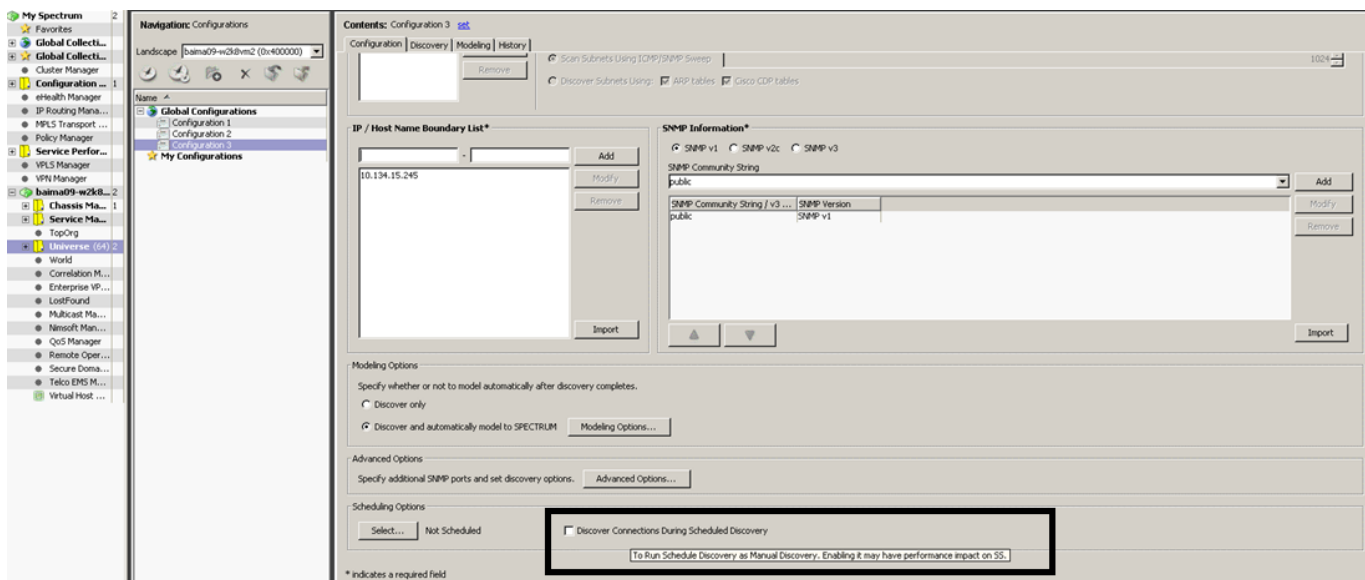 My Spectrum 2
Favorites
Global Collecti...
Global Collecti...
Cluster Manager
Configuration ... 1
eHealth Manager
IP Routing Mana...
MPLS Transport ...
Policy Manager
Service Perfor...
VPLS Manager
VPN Manager
baima09-w2k8... 2
Chassis Ma... 1
Service Ma...
TopOrg
Universe (64) 2
World
Correlation M...
Enterprise VP...
LostFound
Multicast Ma...
Nimsoft Man...
QoS Manager
Remote Oper...
Secure Doma...
Telco EMS M...
Virtual Host ...
Navigation: Configurations
Landscape baima09-w2k8vm2 (0x400000)
Name
Global Configurations
Configuration 1
Configuration 2
Configuration 3
My Configurations
Contents: Configuration 3 set
Configuration Discovery Modeling History
Remove
Scan Subnets Using ICMP/SNMP Sweep 1024
Discover Subnets Using: ARP tables Cisco CDP tables
IP / Host Name Boundary List*
- Add
10.134.15.245
Modify
Remove
Import
SNMP Information*
SNMP v1 SNMP v2c SNMP v3
SNMP Community String
public Add
SNMP Community String / v3 ... SNMP Version Modify
public SNMP v1
Remove
Import
Modeling Options
Specify whether or not to model automatically after discovery completes.
Discover only
Discover and automatically model to SPECTRUM Modeling Options...
Advanced Options
Specify additional SNMP ports and set discovery options. Advanced Options...
Scheduling Options
Select... Not Scheduled Discover Connections During Scheduled Discovery
To Run Schedule Discovery as Manual Discovery. Enabling it may have performance impact on SS.
* indicates a required field